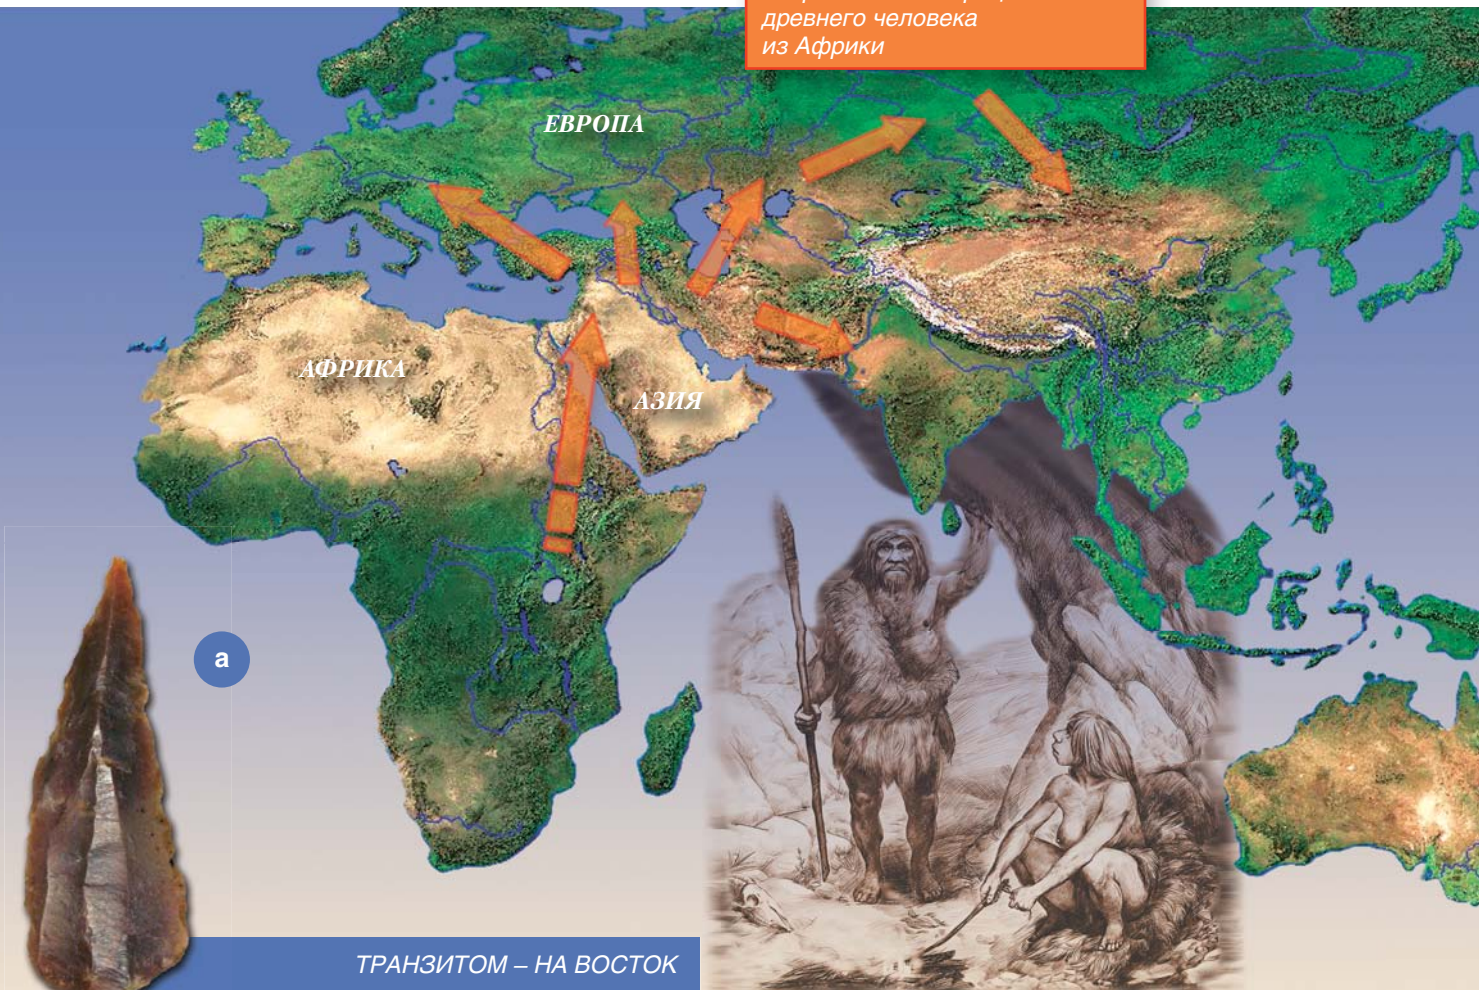 древнего человека
из Африки
ЕВРОПА
АФРИКА
АЗИЯ
а
ТРАНЗИТОМ – НА ВОСТОК